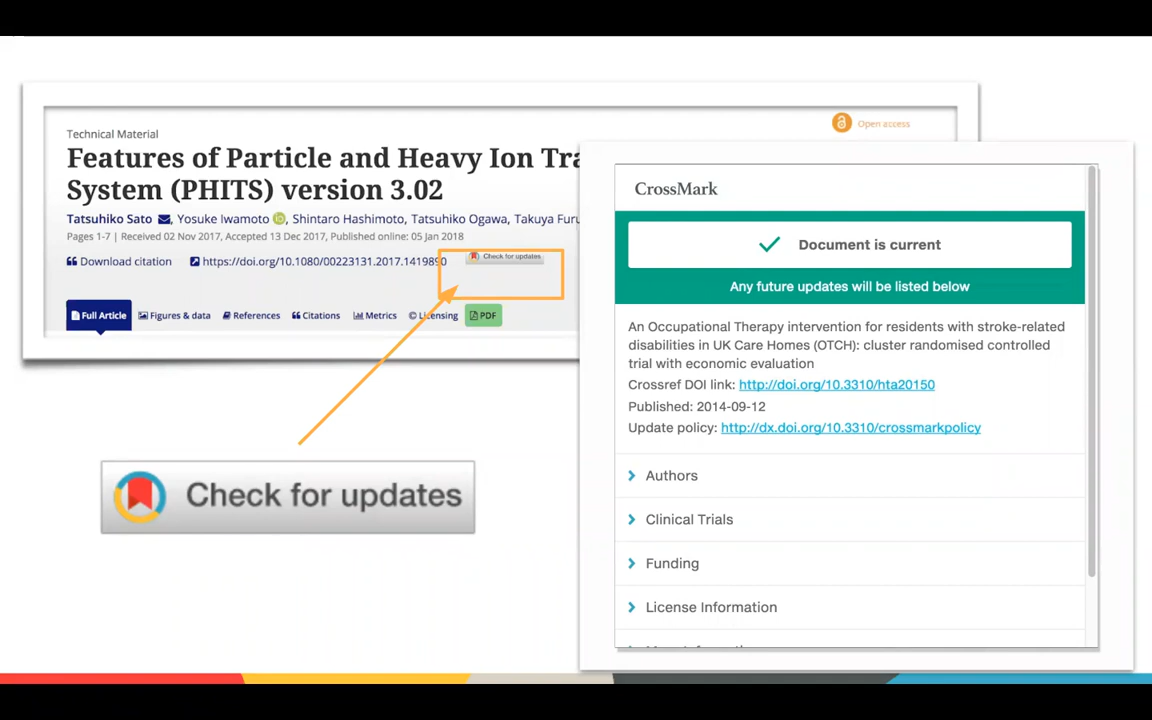 Technical Material
Open access
Features of Particle and Heavy Ion Tra
System (PHITS) version 3.02
Tatsuhiko Sato, Yosuke Iwamoto, Shintaro Hashimoto, Tatsuhiko Ogawa, Takuya Furu
Pages 1-7 | Received 02 Nov 2017, Accepted 13 Dec 2017, Published online: 05 Jan 2018
Download citation https://doi.org/10.1080/00223131.2017.1419890 Check for updates
Full Article Figures & data References Citations Metrics Licensing PDF
Check for updates
CrossMark
Document is current
Any future updates will be listed below
An Occupational Therapy intervention for residents with stroke-related
disabilities in UK Care Homes (OTCH): cluster randomised controlled
trial with economic evaluation
Crossref DOI link: http://doi.org/10.3310/hta20150
Published: 2014-09-12
Update policy: http://dx.doi.org/10.3310/crossmarkpolicy
Authors
Clinical Trials
Funding
License Information